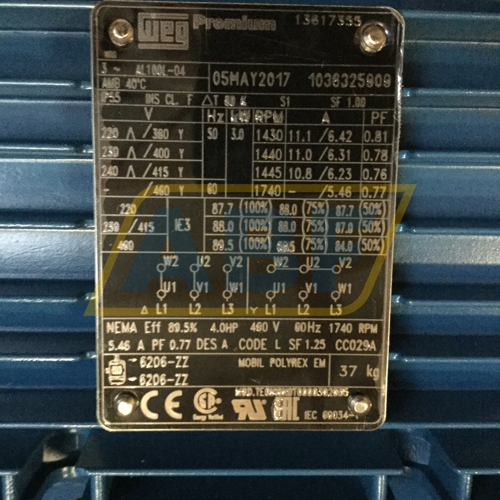 WEG Premium 13617355
3 ~ AL100L-04
AMB 40°C 05MAY2017 1036325909
IP55 INS CL. F ΔT 80 K S1 SF 1.00
V Hz kW RPM A PF
220 Δ/380 Y 50 3.0 1430 11.1/6.42 0.81
230 Δ/400 Y 1440 11.0/6.31 0.78
240 Δ/415 Y 1445 10.8/6.23 0.76
-/460 Y 60 1740 -/5.46 0.77
220 87.7 (100%) 88.0 (75%) 87.7 (50%)
230/415 IE3 88.0 (100%) 88.0 (75%) (50%)
-460 89.5 (100%) (75%) 84.0 (50%)
W2 U2 V2 W2 U2 V2
U1 V1 W1 U1 V1 W1
Δ L1 L2 L3 Y L1 L2 L3
NEMA Eff 89.5% 4.0HP 460 V 60Hz 1740 RPM
5.46 A PF 0.77 DES A CODE L SF 1.25 CC029A
6206-ZZ MOBIL POLYREX EM 37 kg
6206-ZZ
CE EAC IEC 60034-1